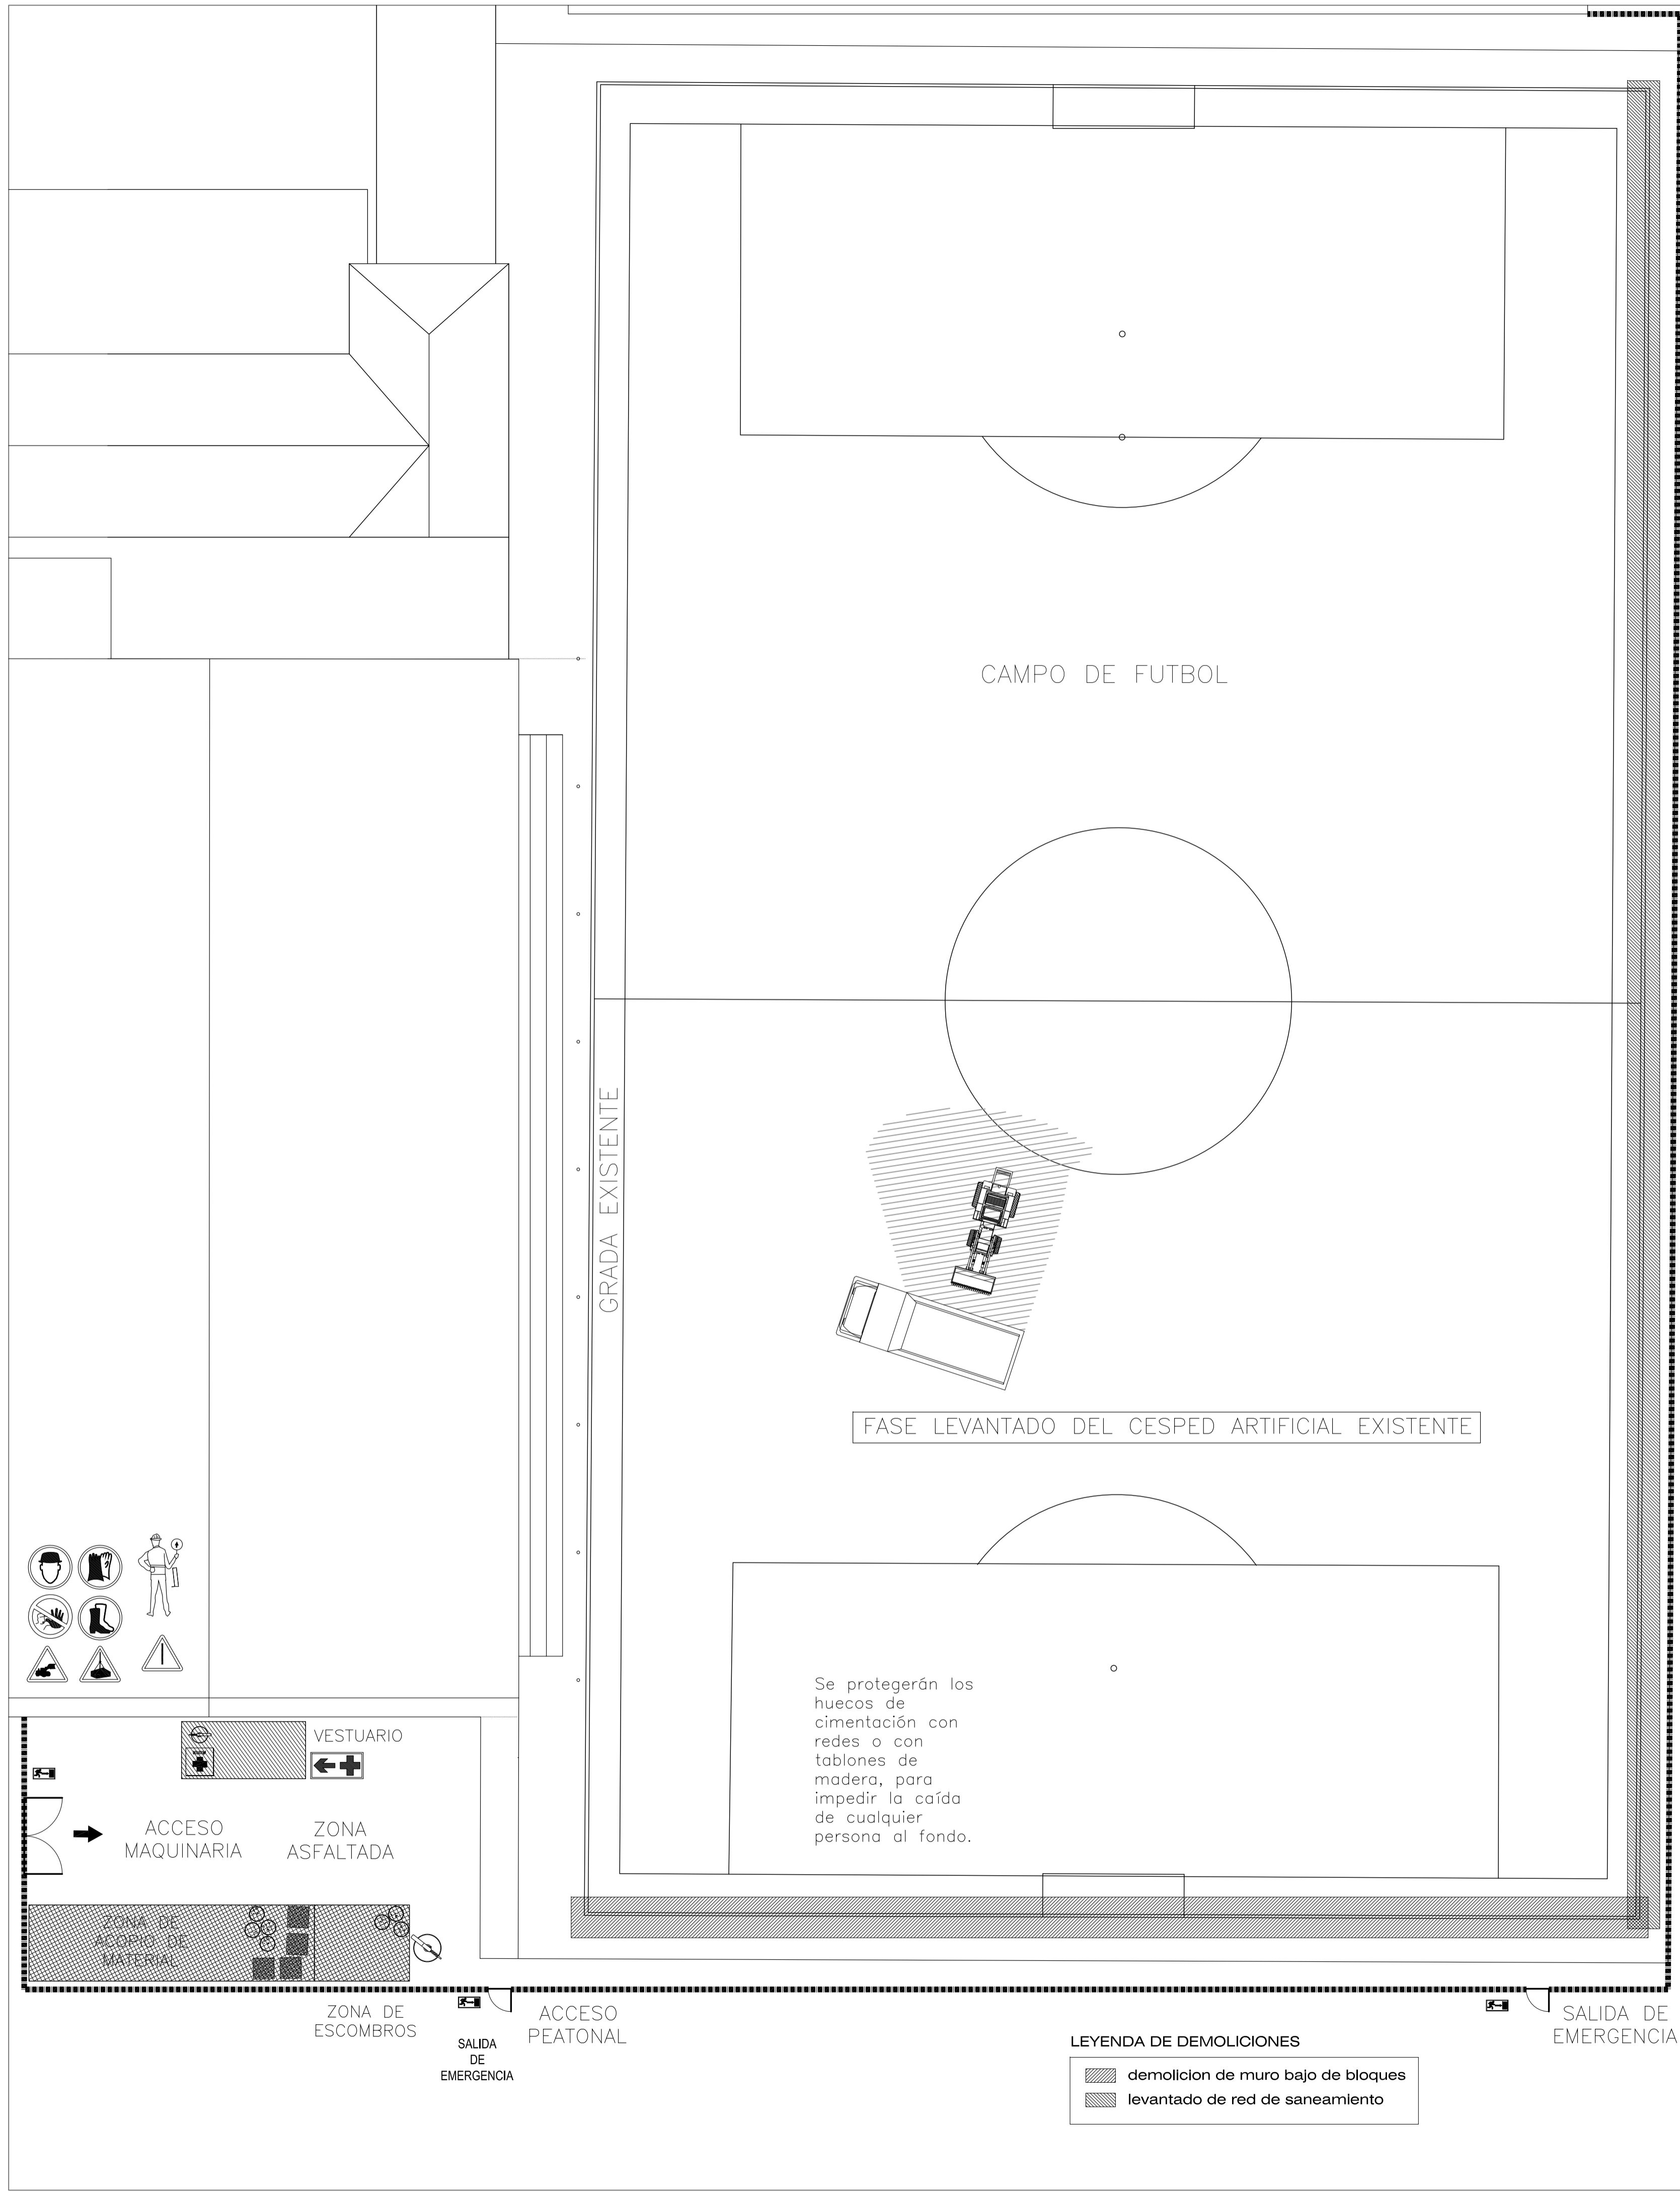 CAMPO DE FUTBOL
GRADA EXISTENTE
FASE LEVANTADO DEL CESPED ARTIFICIAL EXISTENTE
Se protegerán los
huecos de
cimentación con
redes o con
tablones de
madera, para
impedir la caída
de cualquier
persona al fondo.
VESTUARIO
ACCESO
MAQUINARIA
ZONA
ASFALTADA
ZONA DE
ACOPIO DE
MATERIAL
ZONA DE
ESCOMBROS
SALIDA
DE
EMERGENCIA
ACCESO
PEATONAL
SALIDA DE
EMERGENCIA
LEYENDA DE DEMOLICIONES
demolicion de muro bajo de bloques
levantado de red de saneamiento